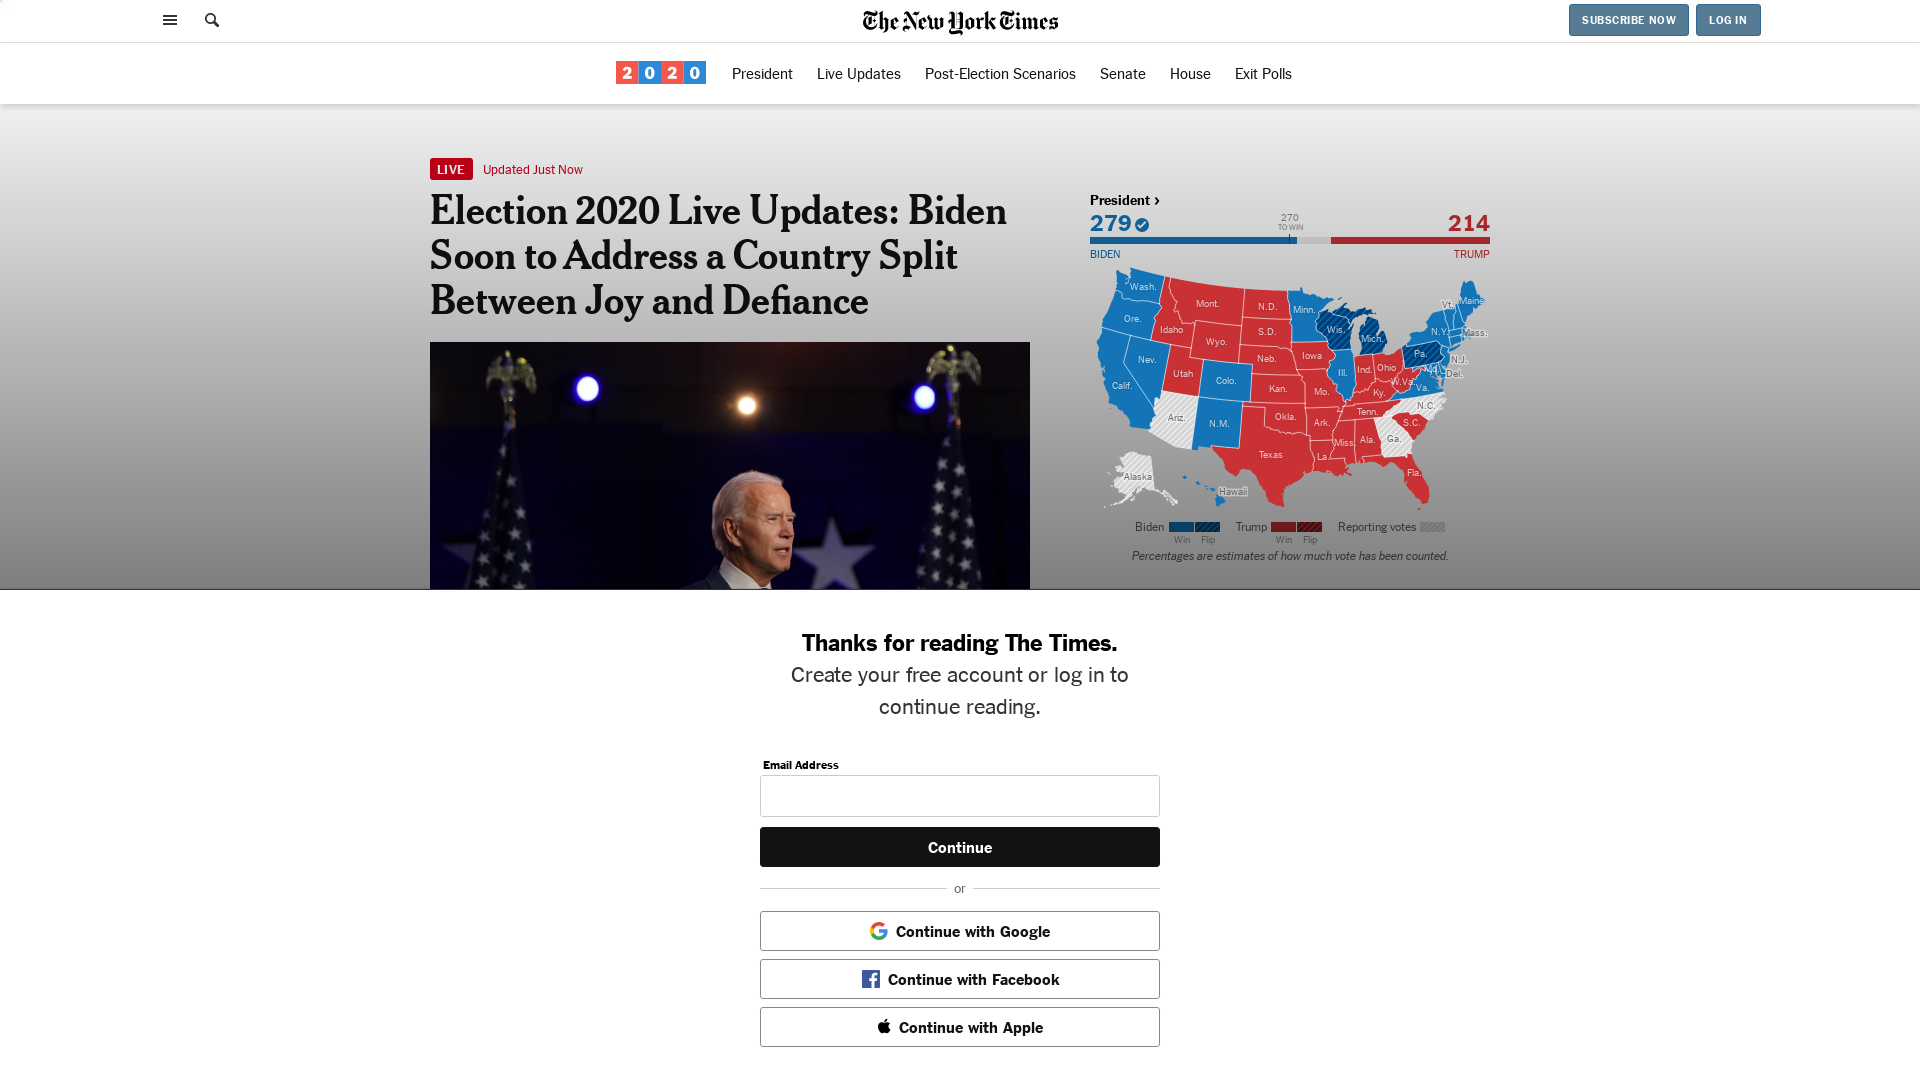 The New York Times
SUBSCRIBE NOW
LOG IN
2020
President
Live Updates
Post-Election Scenarios
Senate
House
Exit Polls
LIVE
Updated Just Now
Election 2020 Live Updates: Biden
Soon to Address a Country Split
Between Joy and Defiance
President ›
279
270
TO WIN
214
BIDEN
TRUMP
Wash.
Mont.
N.D.
Minn.
Vt.
Maine
Ore.
Idaho
S.D.
Wis.
Mich.
N.Y.
Mass.
Wyo.
Nev.
Neb.
Iowa
Pa.
N.J.
Calif.
Utah
Colo.
Kan.
Mo.
Ill.
Ind.
Ohio
W.Va.
Va.
Md.
Del.
Ky.
Ariz.
N.M.
Okla.
Ark.
Tenn.
N.C.
S.C.
Texas
La.
Miss.
Ala.
Ga.
Fla.
Alaska
Hawaii
Biden
Win
Flip
Trump
Win
Flip
Reporting votes
Percentages are estimates of how much vote has been counted.
Thanks for reading The Times.
Create your free account or log in to
continue reading.
Email Address
Continue
or
Continue with Google
Continue with Facebook
Continue with Apple